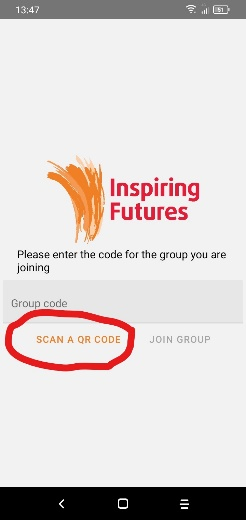 13:47
51
Inspiring
Futures
Please enter the code for the group you are
joining
Group code
SCAN A QR CODE JOIN GROUP